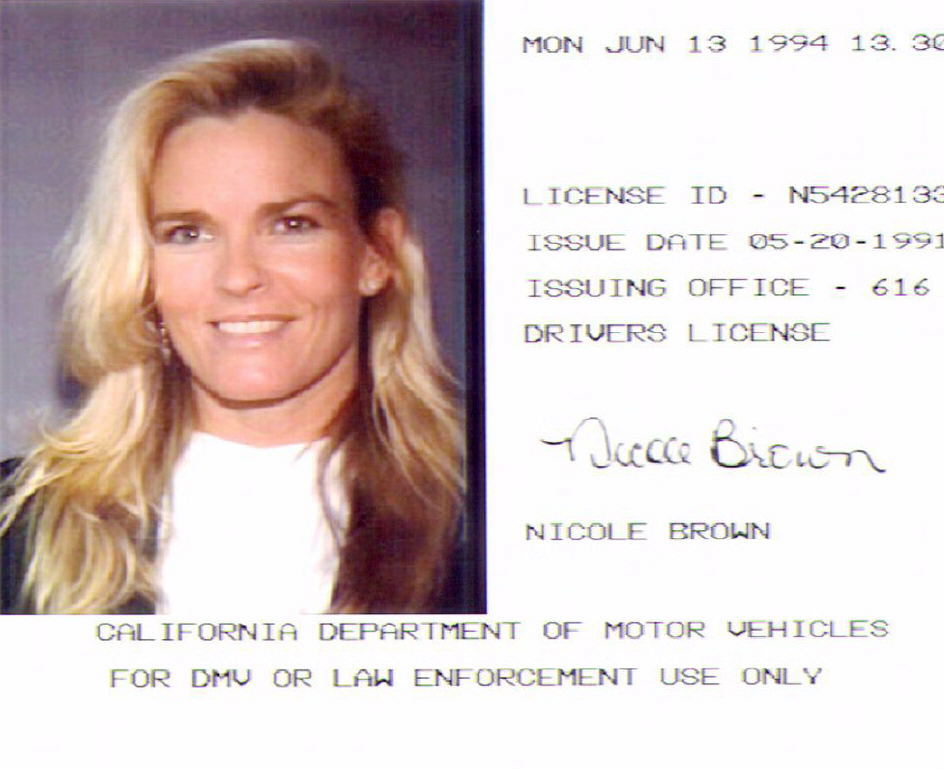 MON JUN 13 1994 13.30
LICENSE ID - N5428133
ISSUE DATE 05-20-1991
ISSUING OFFICE - 616
DRIVERS LICENSE
Nicole Brown
NICOLE BROWN
CALIFORNIA DEPARTMENT OF MOTOR VEHICLES
FOR DMV OR LAW ENFORCEMENT USE ONLY